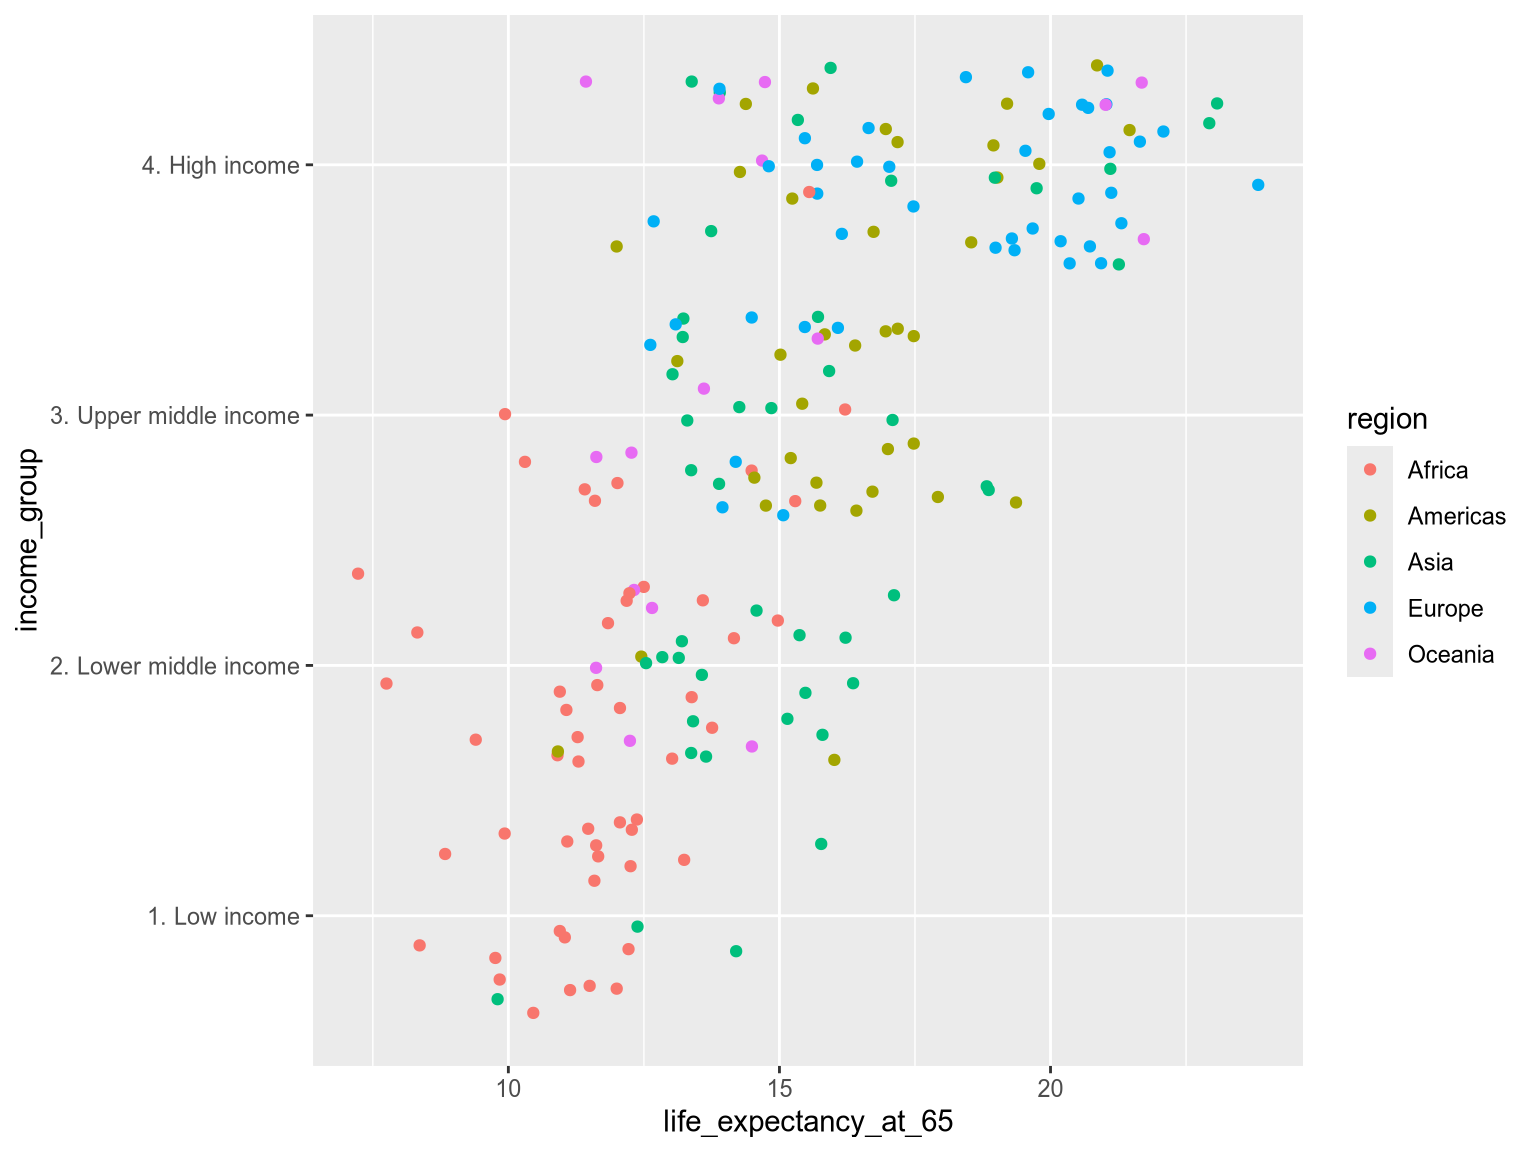 income_group
4. High income
3. Upper middle income
2. Lower middle income
1. Low income
10
15
20
life_expectancy_at_65
region
Africa
Americas
Asia
Europe
Oceania